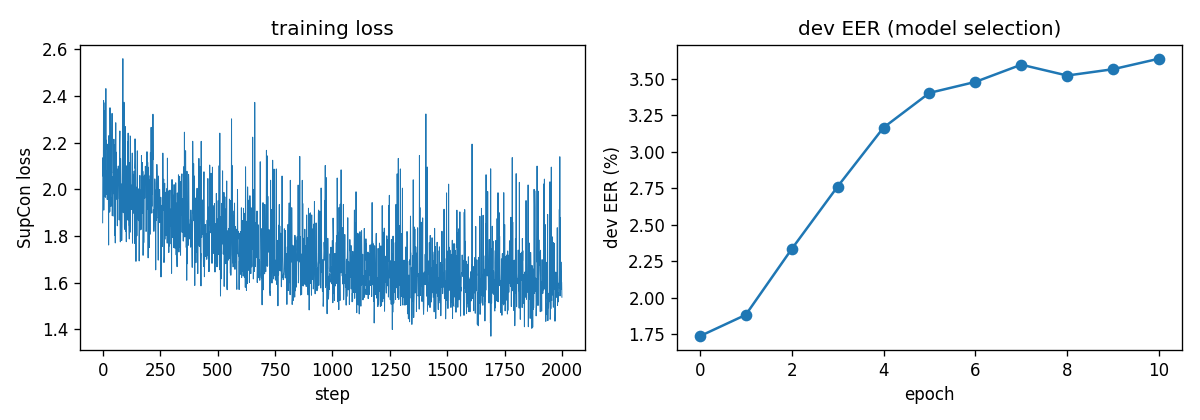 training loss
SupCon loss
2.6
2.4
2.2
2.0
1.8
1.6
1.4
0 250 500 750 1000 1250 1500 1750 2000
step
dev EER (model selection)
dev EER (%)
3.50
3.25
3.00
2.75
2.50
2.25
2.00
1.75
0 2 4 6 8 10
epoch